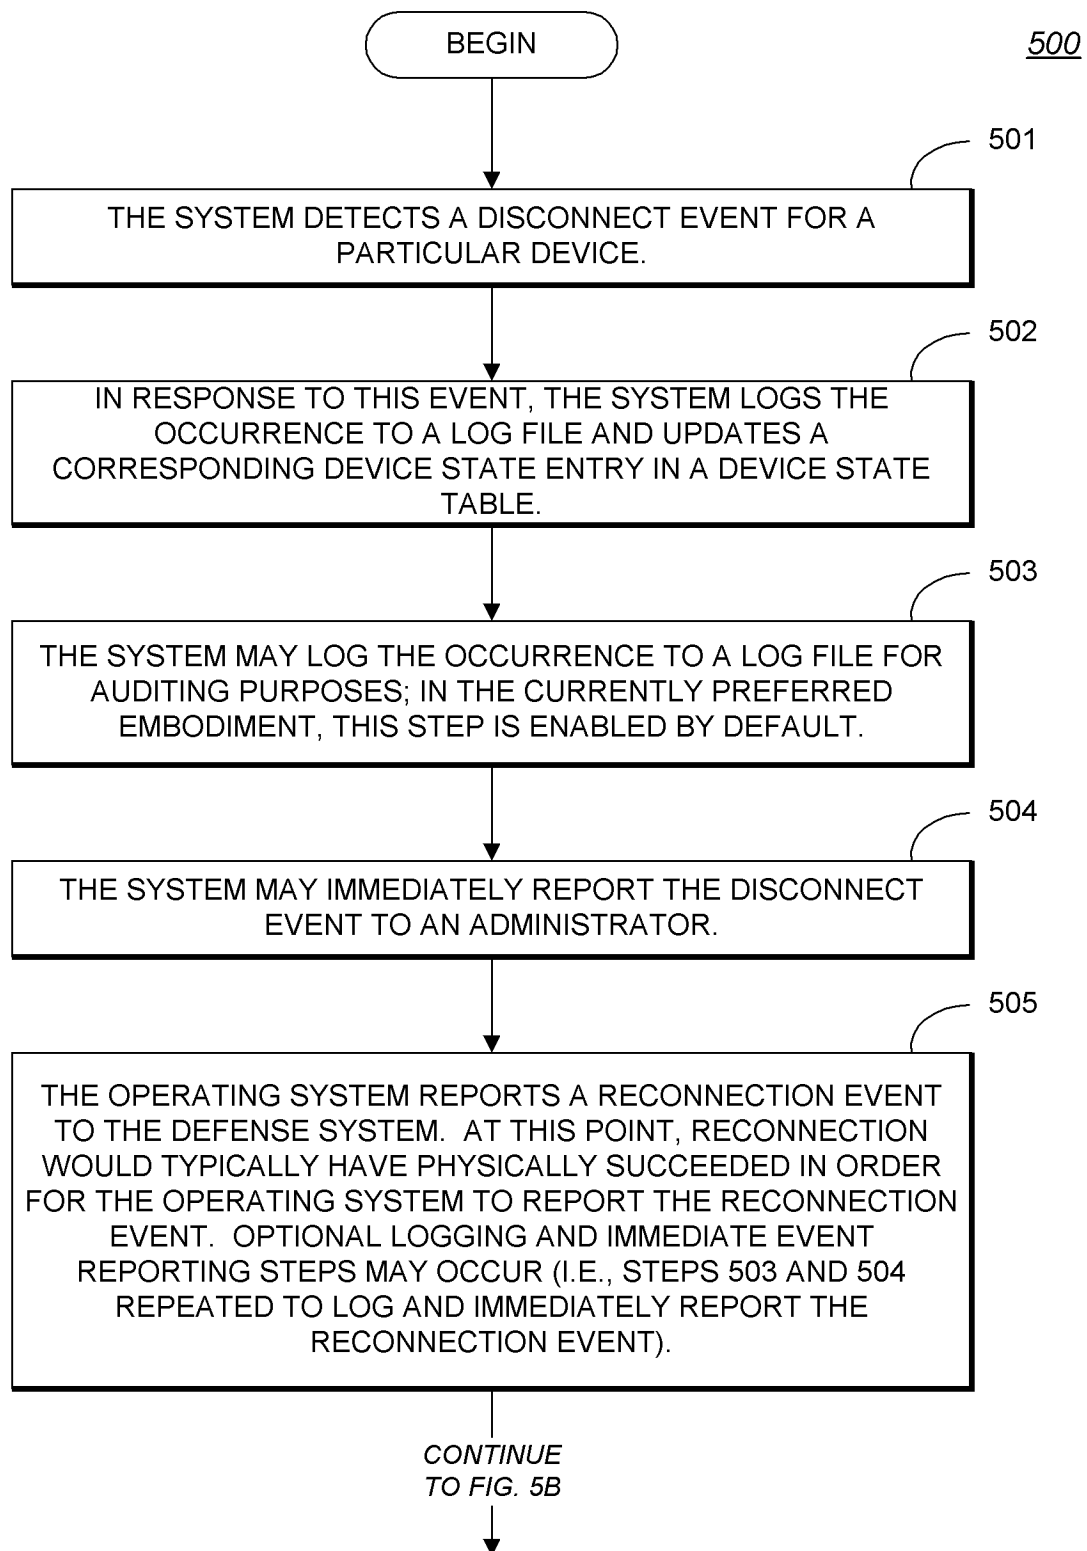 BEGIN
500
501
THE SYSTEM DETECTS A DISCONNECT EVENT FOR A
PARTICULAR DEVICE.
502
IN RESPONSE TO THIS EVENT, THE SYSTEM LOGS THE
OCCURRENCE TO A LOG FILE AND UPDATES A
CORRESPONDING DEVICE STATE ENTRY IN A DEVICE STATE
TABLE.
503
THE SYSTEM MAY LOG THE OCCURRENCE TO A LOG FILE FOR
AUDITING PURPOSES; IN THE CURRENTLY PREFERRED
EMBODIMENT, THIS STEP IS ENABLED BY DEFAULT.
504
THE SYSTEM MAY IMMEDIATELY REPORT THE DISCONNECT
EVENT TO AN ADMINISTRATOR.
505
THE OPERATING SYSTEM REPORTS A RECONNECTION EVENT
TO THE DEFENSE SYSTEM. AT THIS POINT, RECONNECTION
WOULD TYPICALLY HAVE PHYSICALLY SUCCEEDED IN ORDER
FOR THE OPERATING SYSTEM TO REPORT THE RECONNECTION
EVENT. OPTIONAL LOGGING AND IMMEDIATE EVENT
REPORTING STEPS MAY OCCUR (I.E., STEPS 503 AND 504
REPEATED TO LOG AND IMMEDIATELY REPORT THE
RECONNECTION EVENT).
CONTINUE
TO FIG. 5B